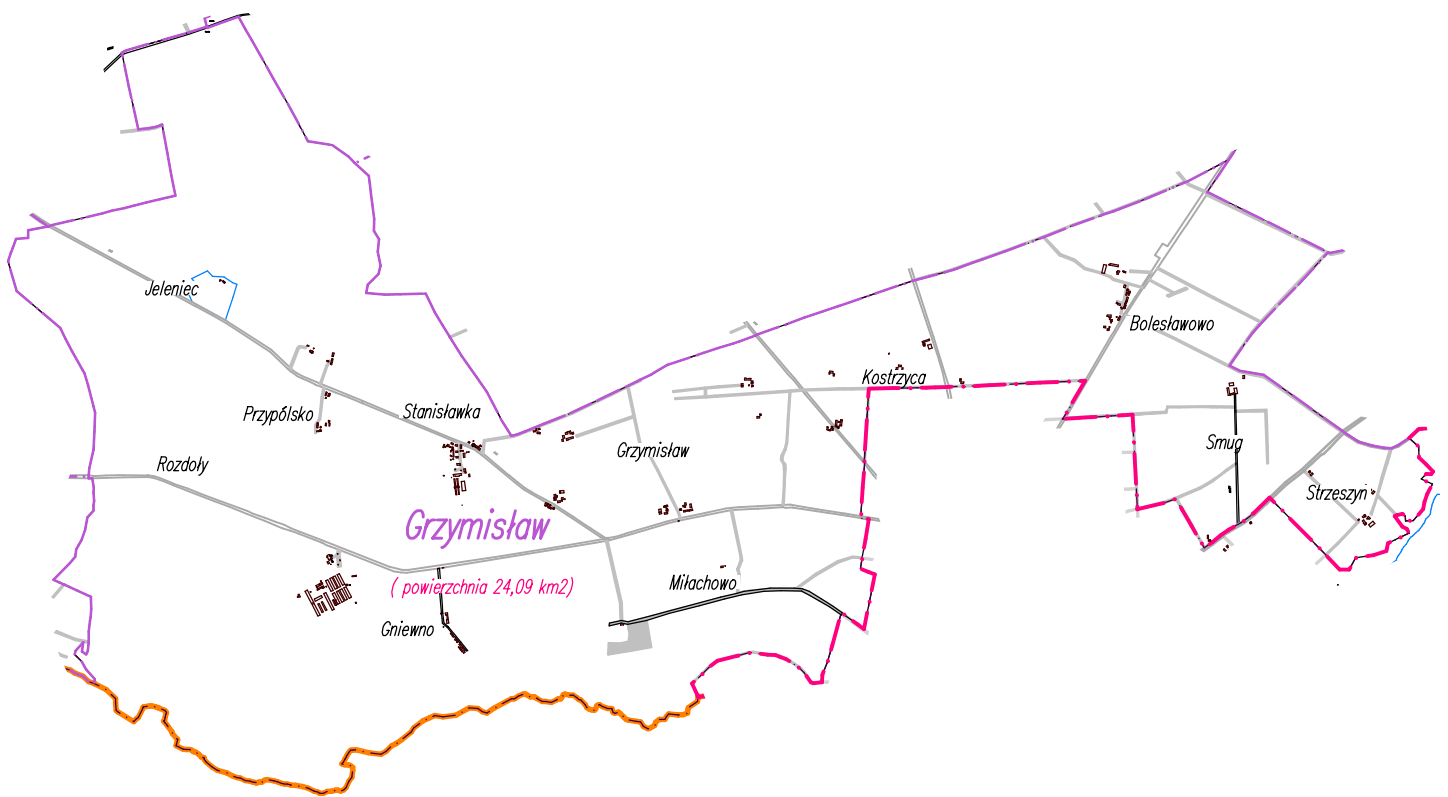 Jeleniec
Bolesławowo
Kostrzyca
Przypólsko
Stanisławka
Grzymisław
Smug
Rozdoły
Strzeszyn
Grzymisław
( powierzchnia 24,09 km2)
Miłachowo
Gniewno